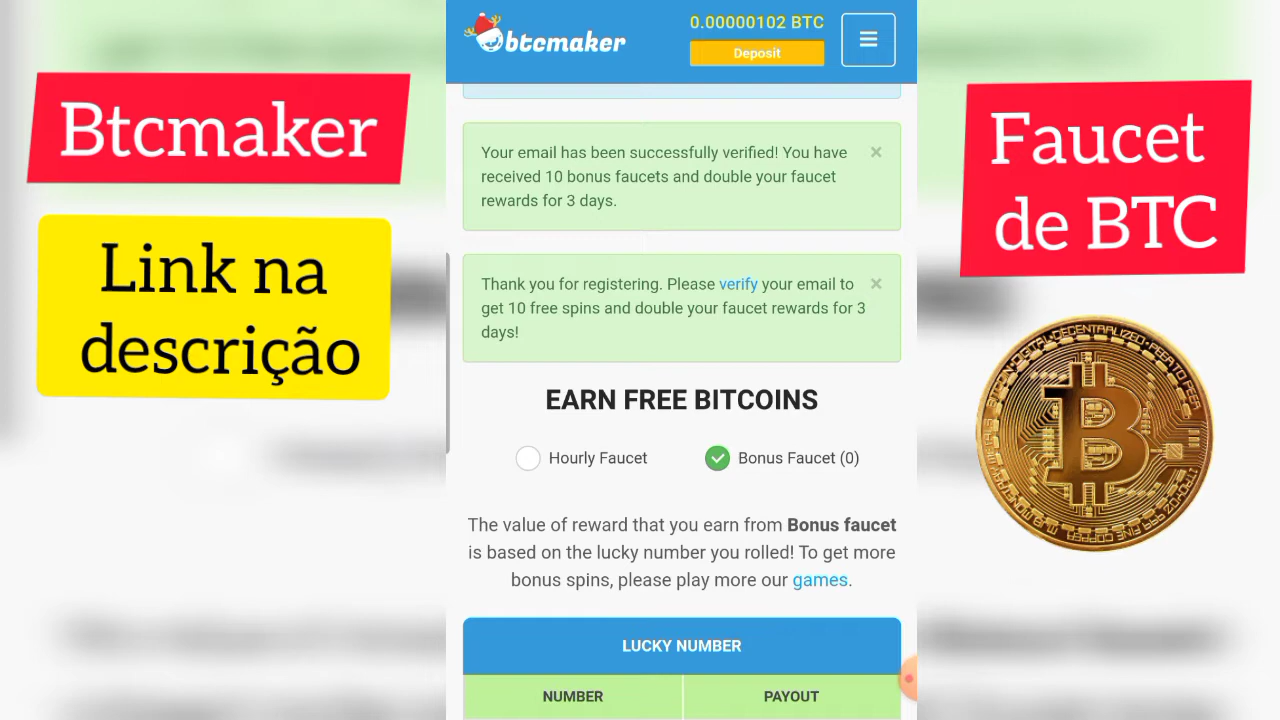 Btcmaker
Link na
descrição
btcmaker
0.00000102 BTC
Deposit
Your email has been successfully verified! You have
received 10 bonus faucets and double your faucet
rewards for 3 days.
Thank you for registering. Please verify your email to
get 10 free spins and double your faucet rewards for 3
days!
EARN FREE BITCOINS
Hourly Faucet
Bonus Faucet (0)
The value of reward that you earn from Bonus faucet
is based on the lucky number you rolled! To get more
bonus spins, please play more our games.
LUCKY NUMBER
NUMBER
PAYOUT
Faucet
de BTC